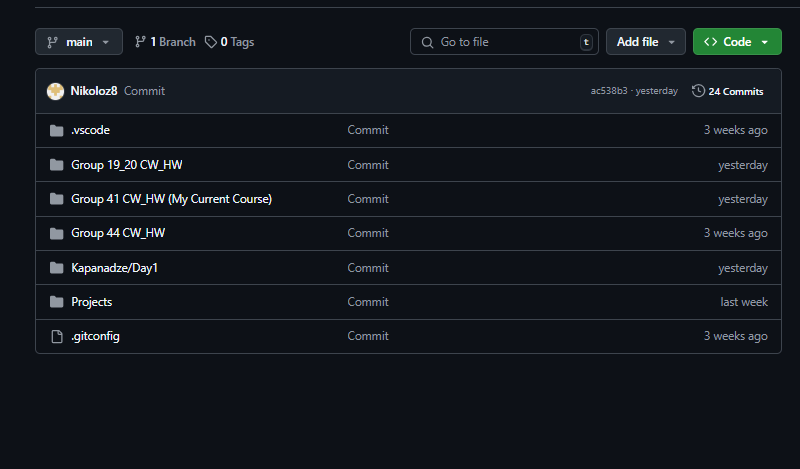 main 1 Branch 0 Tags Go to file t Add file Code
Nikoloz8 Commit ac538b3 · yesterday 24 Commits
.vscode Commit 3 weeks ago
Group 19_20 CW_HW Commit yesterday
Group 41 CW_HW (My Current Course) Commit yesterday
Group 44 CW_HW Commit 3 weeks ago
Kapanadze/Day1 Commit yesterday
Projects Commit last week
.gitconfig Commit 3 weeks ago